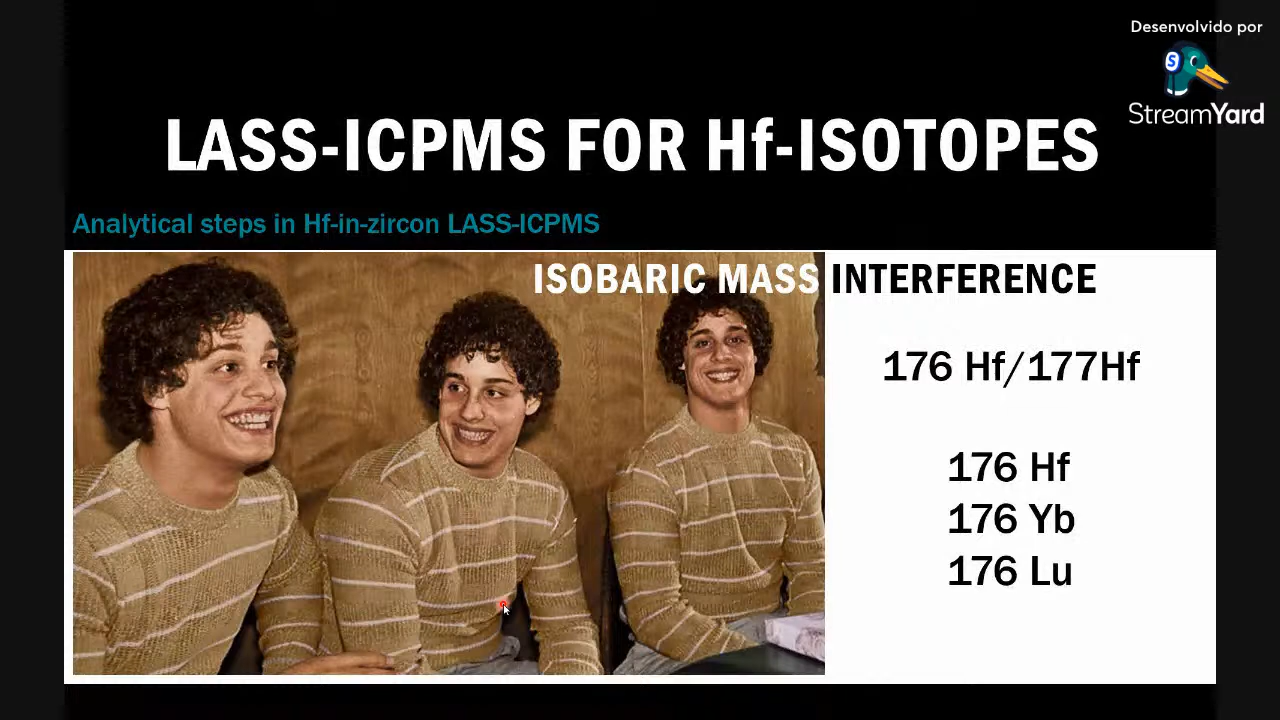 Desenvolvido por
StreamYard
LASS-ICPMS FOR Hf-ISOTOPES
Analytical steps in Hf-in-zircon LASS-ICPMS
ISOBARIC MASS INTERFERENCE
176 Hf/177Hf
176 Hf
176 Yb
176 Lu